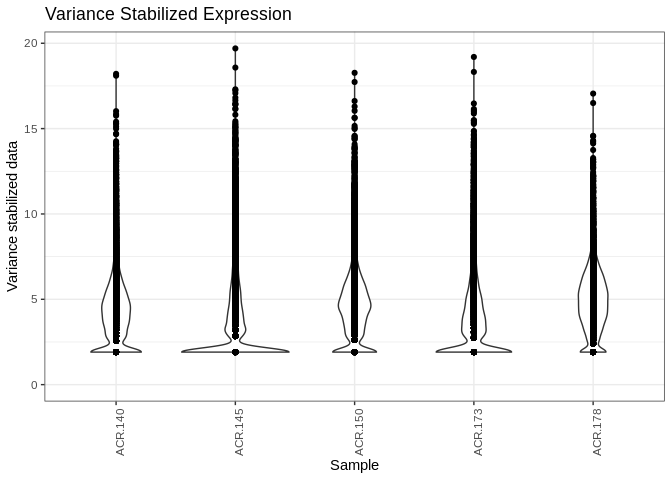 Variance Stabilized Expression
Variance stabilized data
20
15
10
5
0
ACR.140
ACR.145
ACR.150
ACR.173
ACR.178
Sample